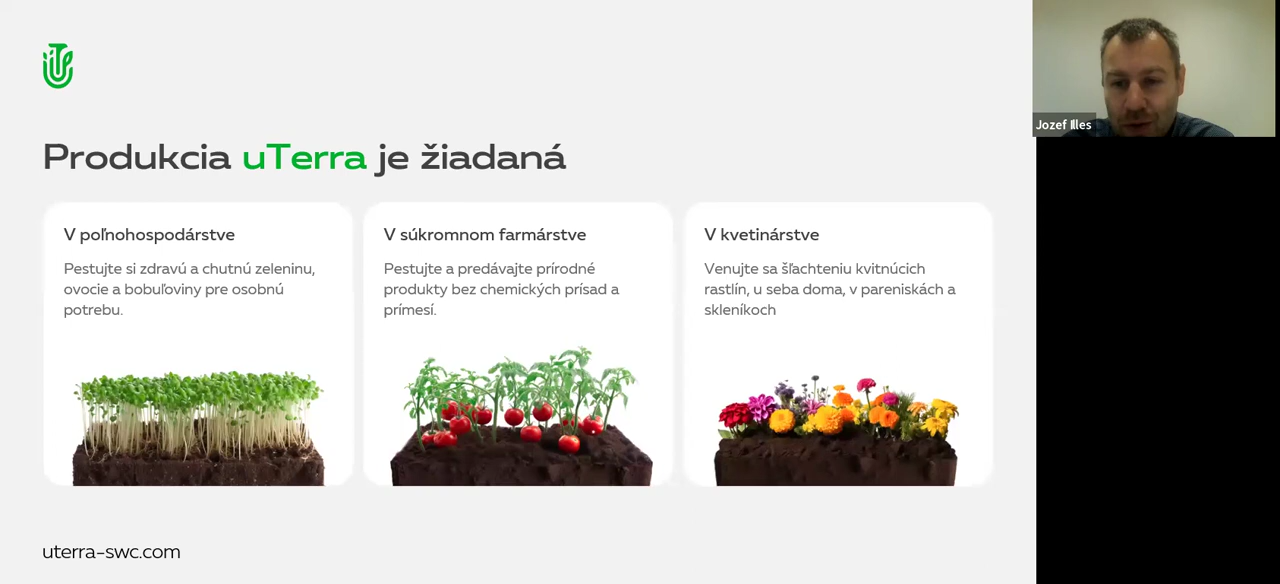 Produkcia uTerra je žiadaná
V poľnohospodárstve
Pestujte si zdravú a chutnú zeleninu,
ovocie a bobuľoviny pre osobnú
potrebu.
V súkromnom farmárstve
Pestujte a predávajte prírodné
produkty bez chemických prísad a
prímesí.
V kvetinárstve
Venujte sa šľachteniu kvitnúcich
rastlín, u seba doma, v pareniskách a
skleníkoch
uterra-swc.com
Jozef Illes